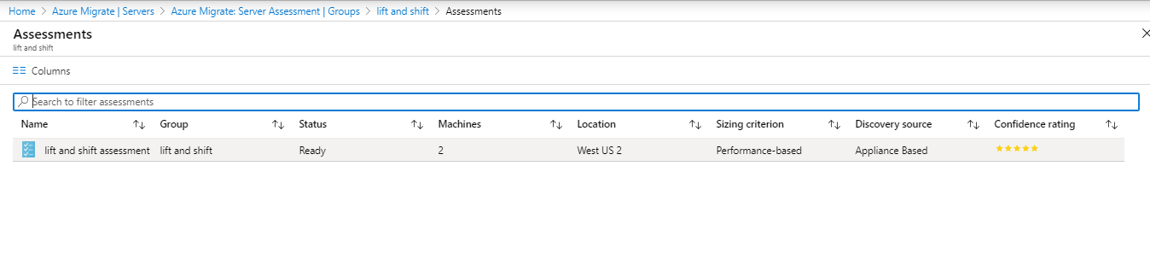 Home > Azure Migrate | Servers > Azure Migrate: Server Assessment | Groups > lift and shift > Assessments
Assessments
lift and shift
Columns
Search to filter assessments
Name Group Status Machines Location Sizing criterion Discovery source Confidence rating
lift and shift assessment lift and shift Ready 2 West US 2 Performance-based Appliance Based